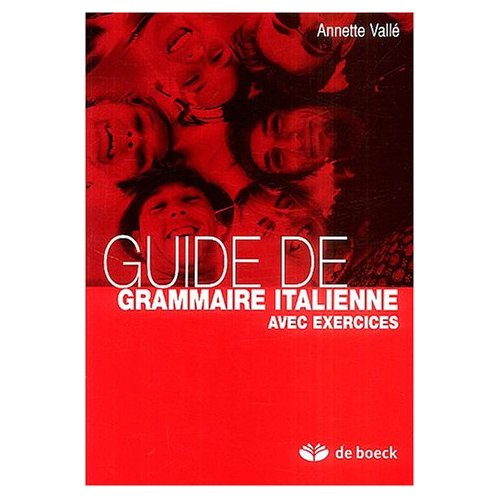 Annette Vallé
GUIDE DE
GRAMMAIRE ITALIENNE
AVEC EXERCICES
de boeck